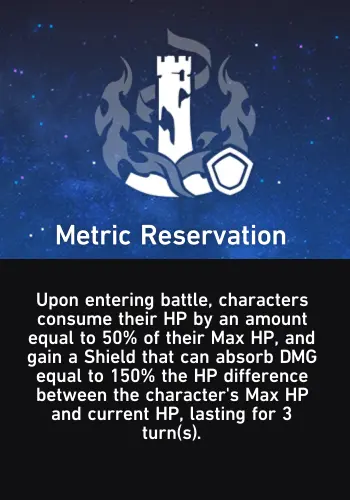 Metric Reservation
Upon entering battle, characters
consume their HP by an amount
equal to 50% of their Max HP, and
gain a Shield that can absorb DMG
equal to 150% the HP difference
between the character's Max HP
and current HP, lasting for 3
turn(s).